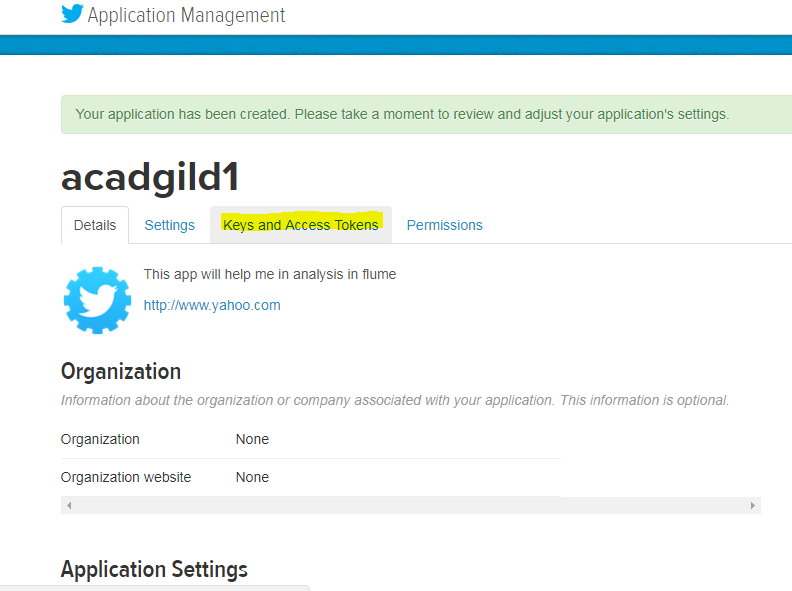 Application Management
Your application has been created. Please take a moment to review and adjust your application's settings.
acadgild1
Details Settings Keys and Access Tokens Permissions
This app will help me in analysis in flume
http://www.yahoo.com
Organization
Information about the organization or company associated with your application. This information is optional.
Organization None
Organization website None
Application Settings